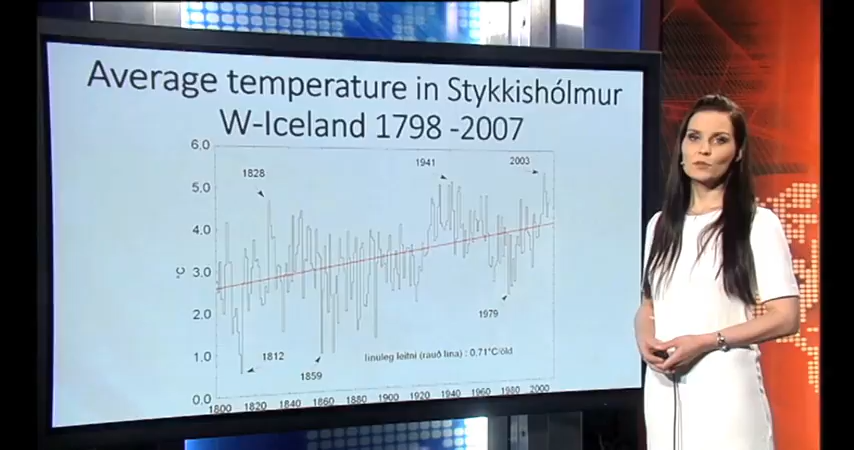 Average temperature in Stykkishólmur
W-Iceland 1798 -2007
6,0
5,0
4,0
3,0
2,0
1,0
0,0
°C
1828
1941
2003
1812
1859
1979
línuleg leitni (rauð lína) : 0,71°C/öld
1800 1820 1840 1860 1880 1900 1920 1940 1960 1980 2000